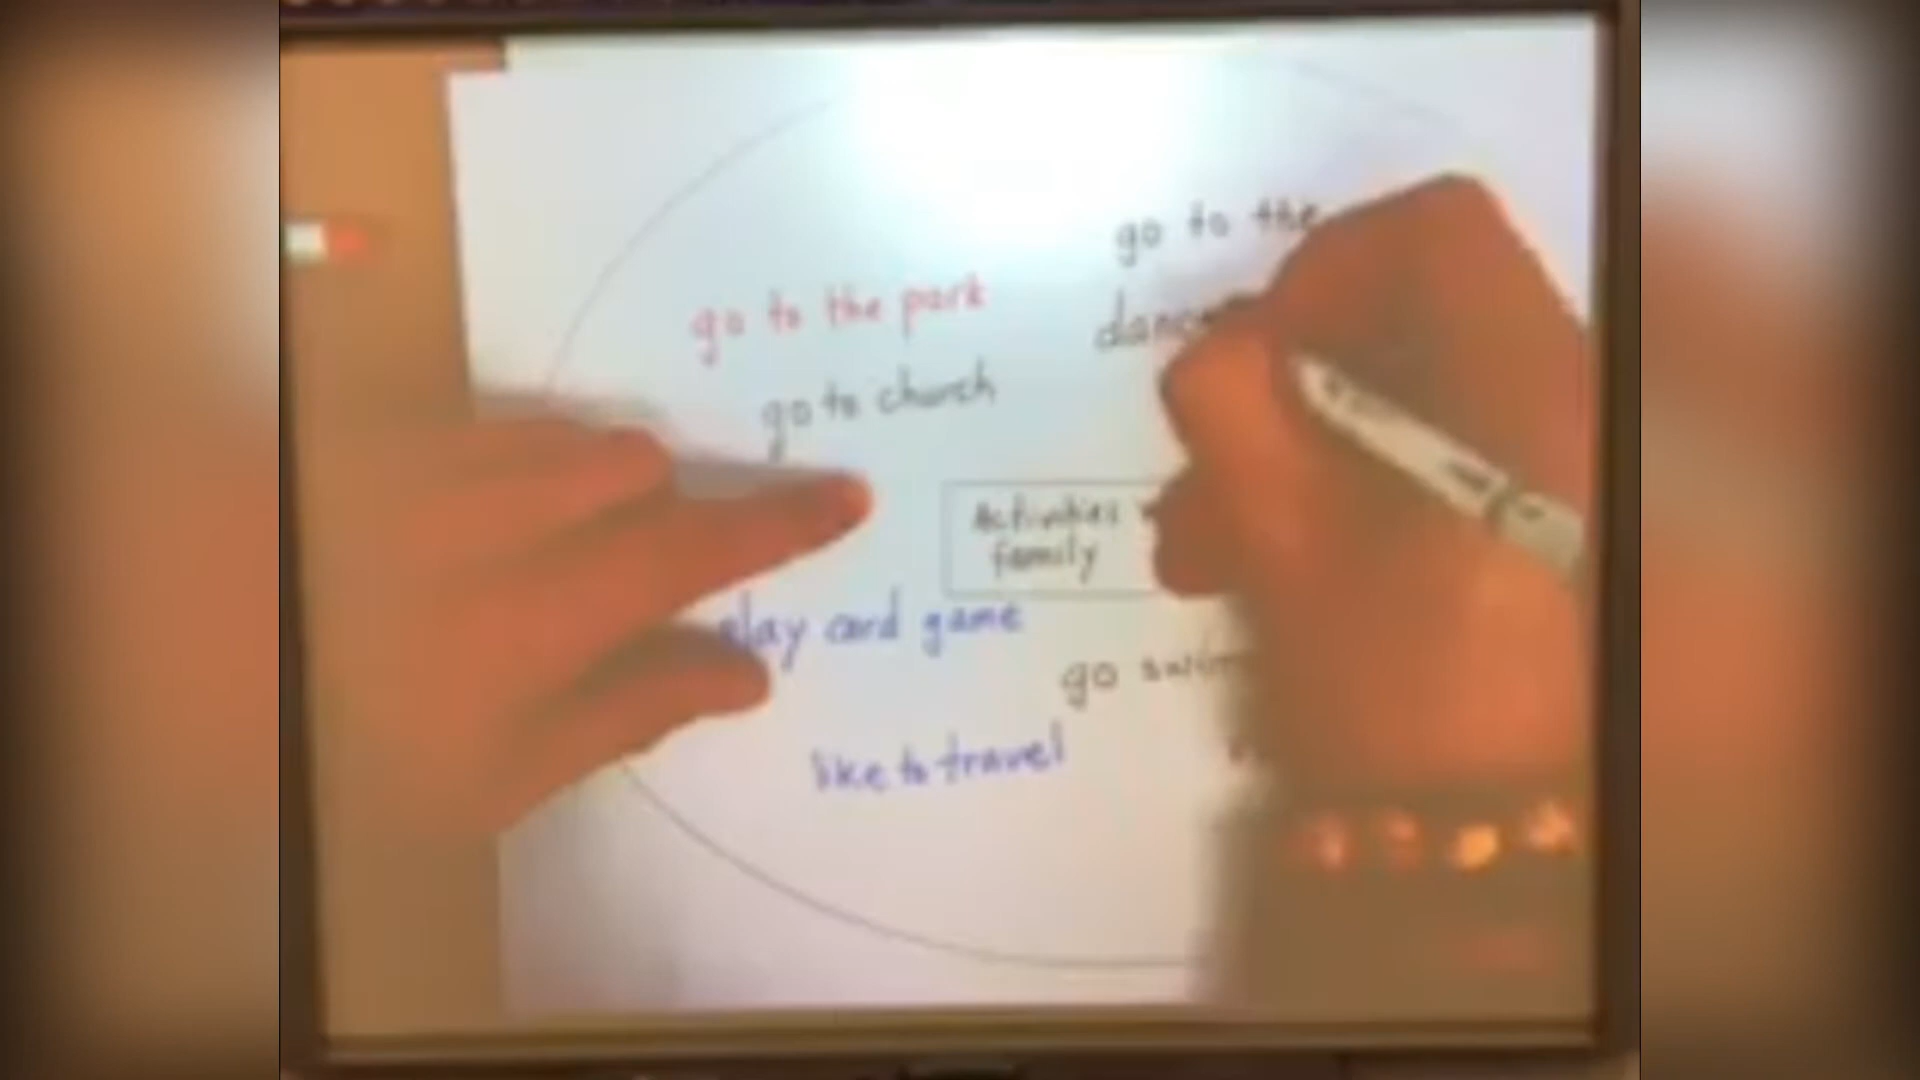 go to the
go to the park
go to church
Activities
family
play card game
go swim
like to travel